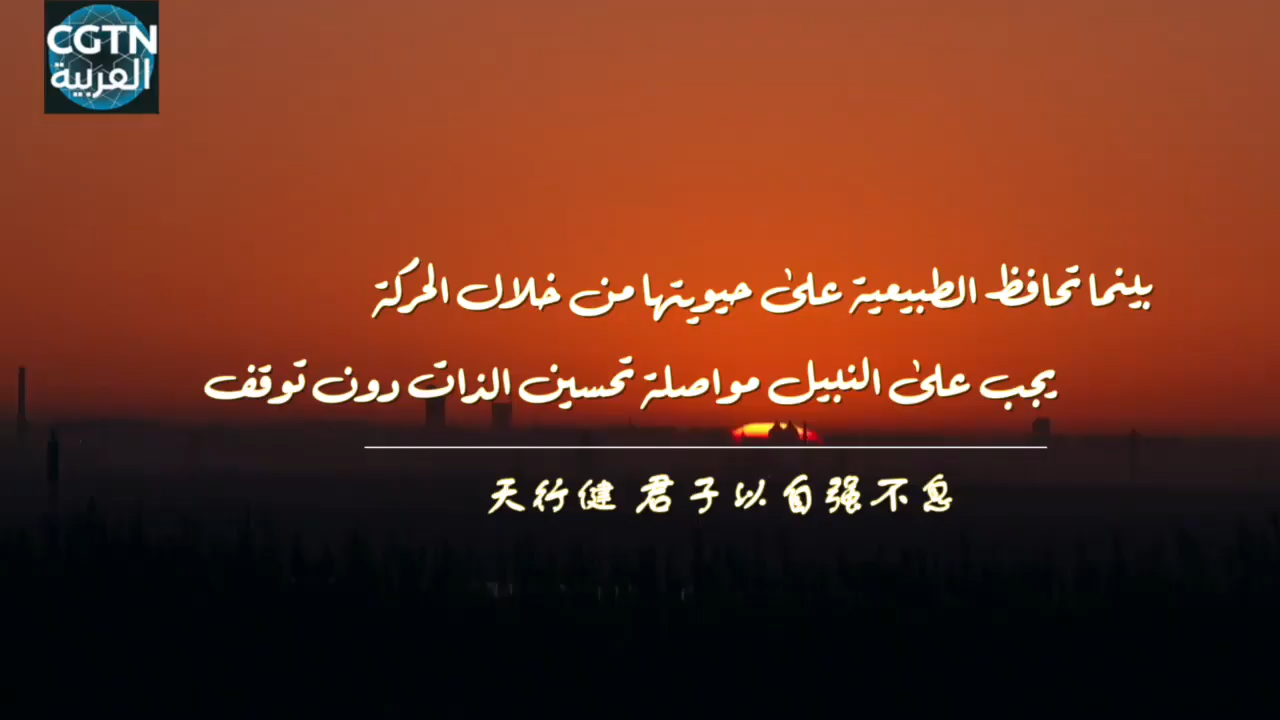 CGTN
العربية
بينما تحافظ الطبيعية على حيويتها من خلال الحركة
يجب على النبيل مواصلة تحسين الذات دون توقف
天行健 君子以自强不息